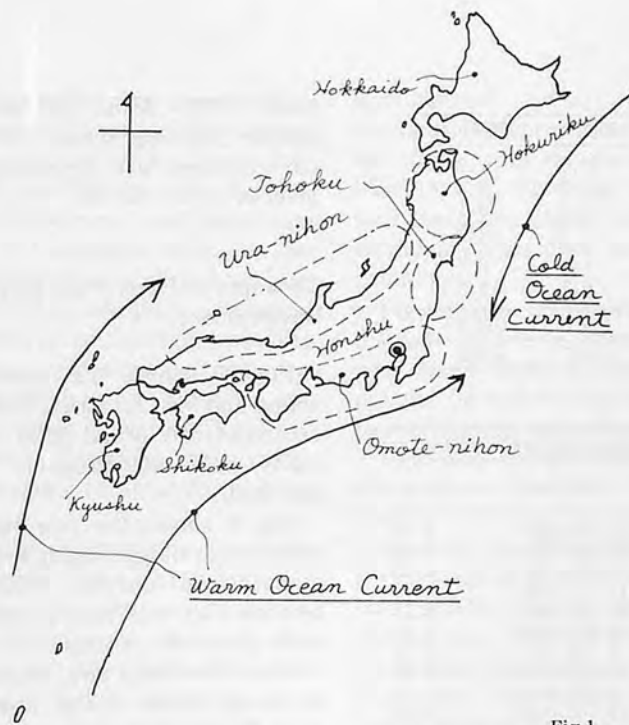 Hokkaido
Hokuriku
Tohoku
Ura-nihon
Cold
Ocean
Current
Honshu
Omote-nihon
Shikoku
Kyushu
Warm Ocean Current
Fig 1